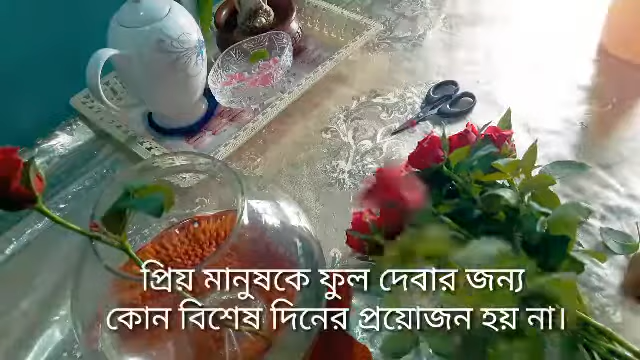 প্রিয় মানুষকে ফুল দেবার জন্য
কোন বিশেষ দিনের প্রয়োজন হয় না।